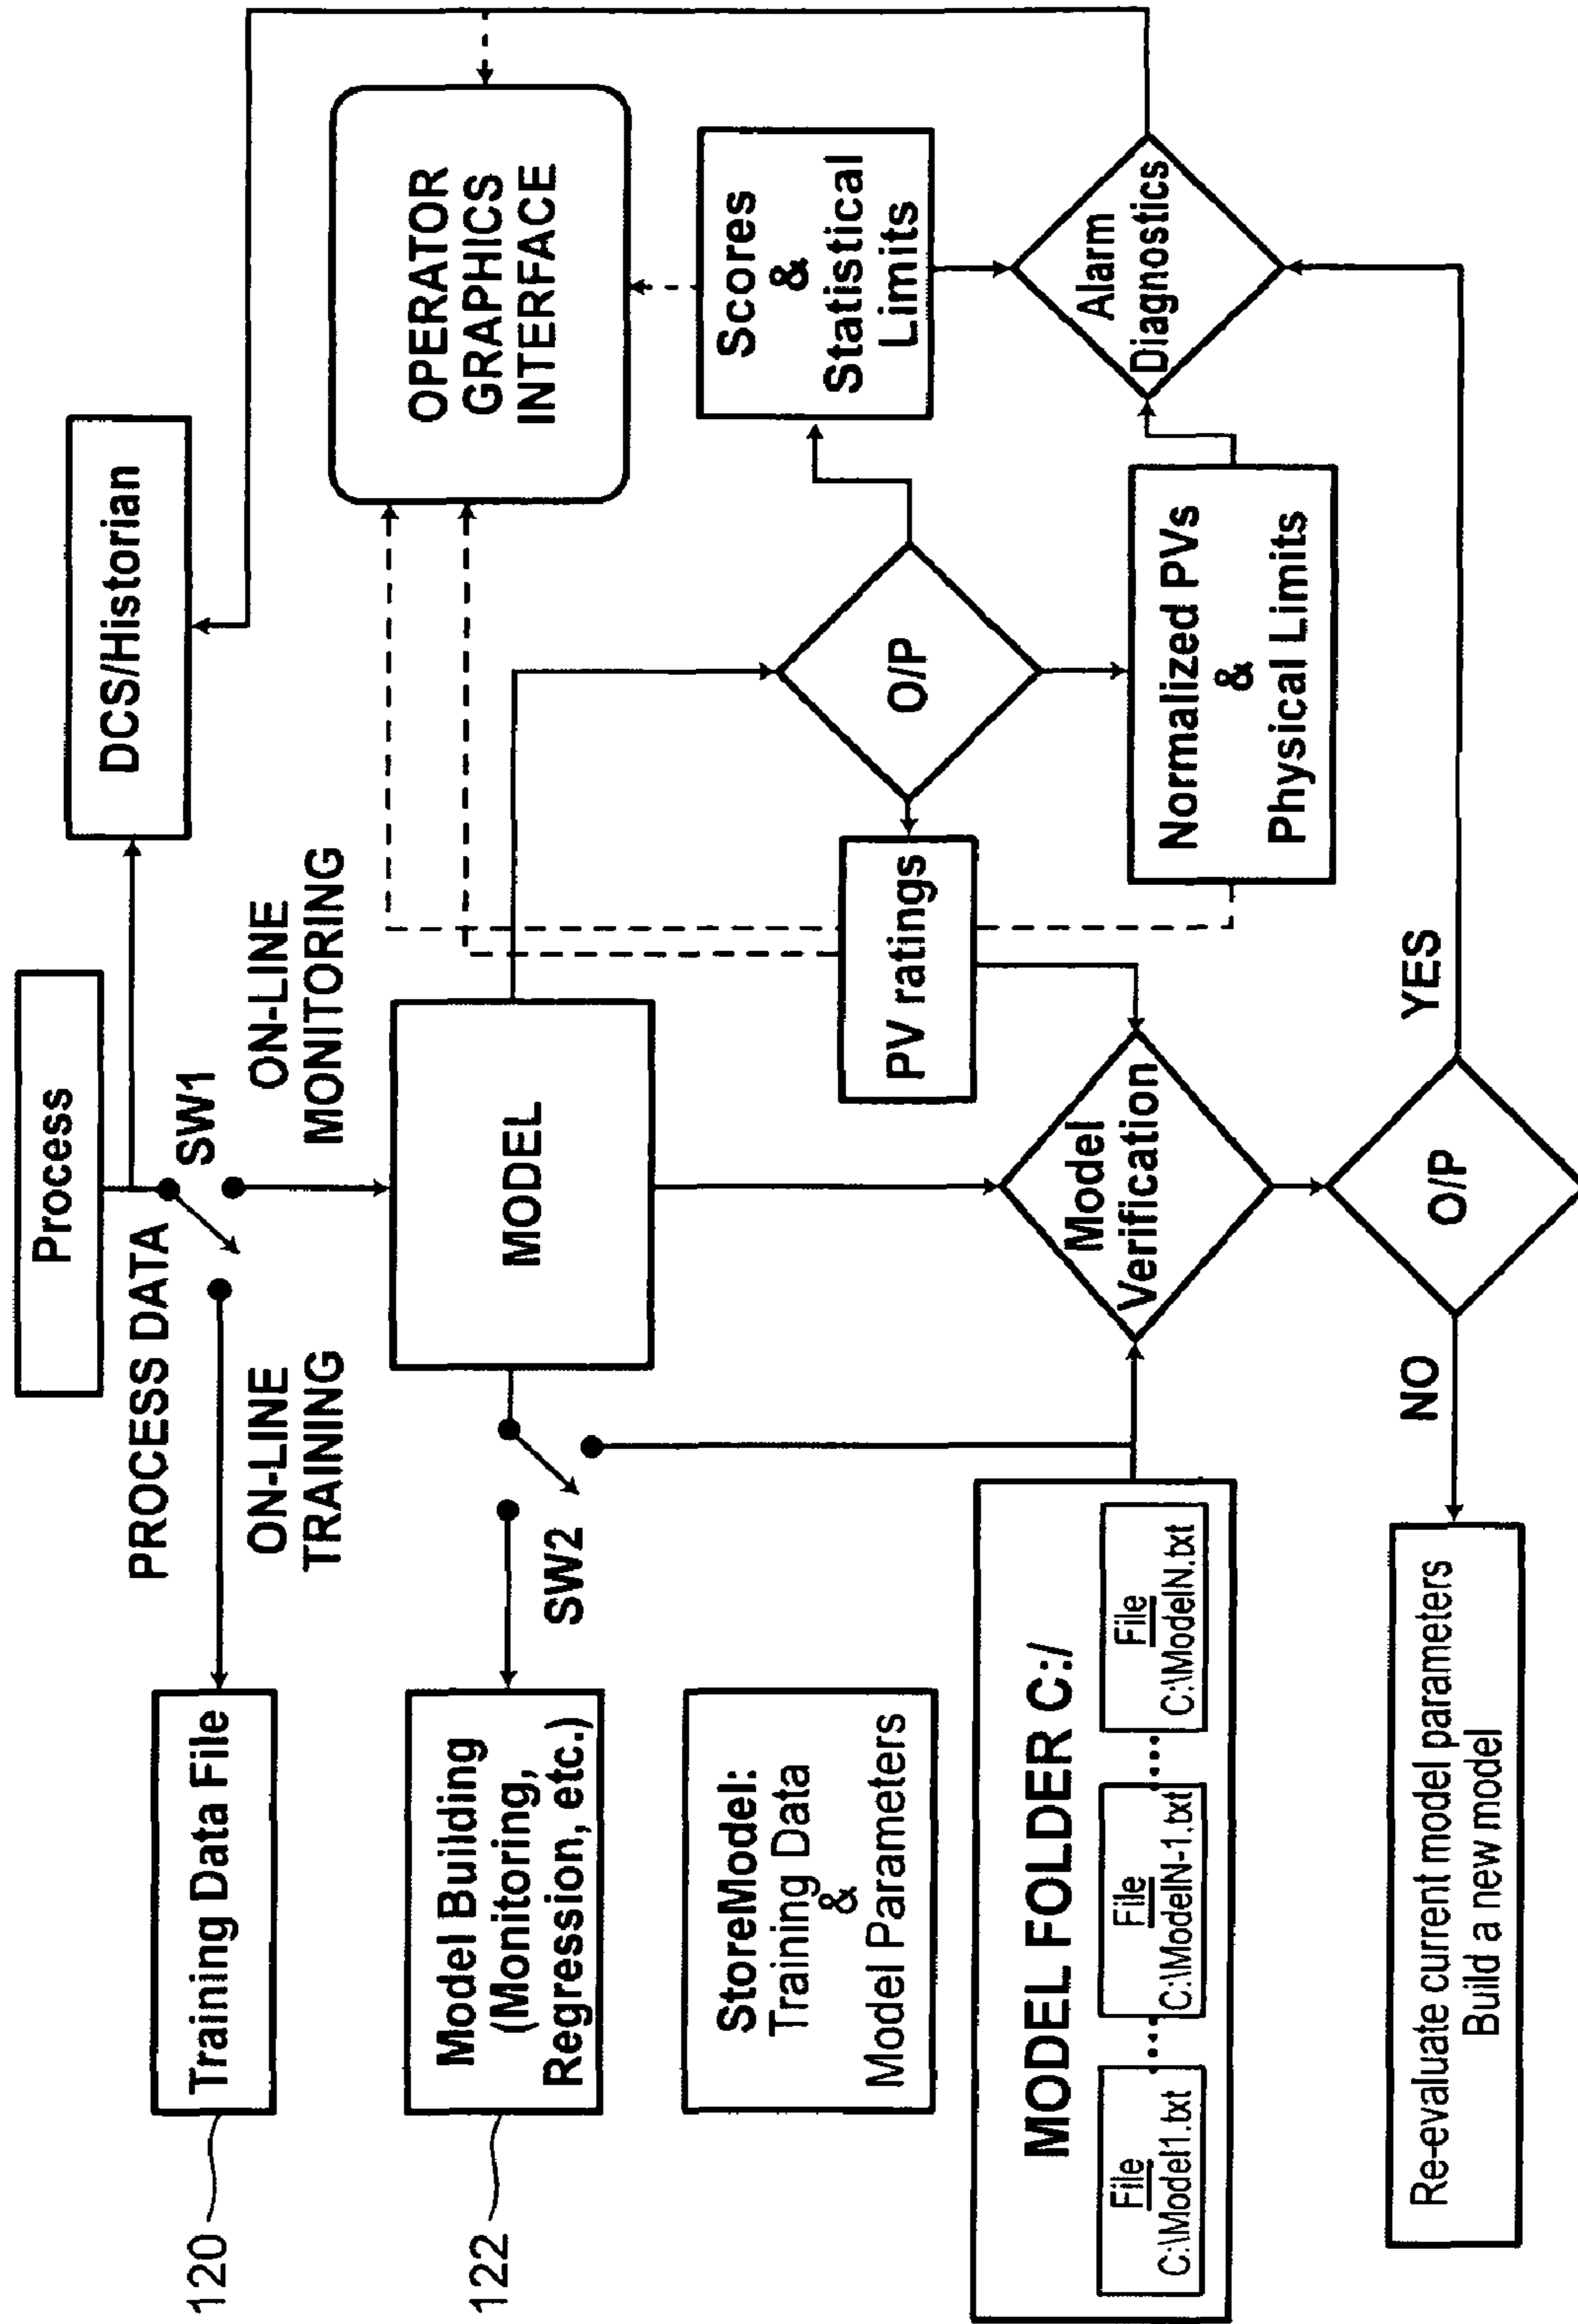 Process
PROCESS DATA
SW1
DCS/Historian
ON-LINE
TRAINING
ON-LINE
MONITORING
120
Training Data File
122
Model Building
(Monitoring,
Regression, etc.)
SW2
MODEL
OPERATOR
GRAPHICS
INTERFACE
StoreModel:
Training Data
&
Model Parameters
O/P
Scores
&
Statistical
Limits
PV ratings
MODEL FOLDER C:/
File
C:\Model1.txt
....
File
C:\ModelN-1.txt
....
File
C:\ModelN.txt
Model
Verification
Normalized PVs
&
Physical Limits
Alarm
Diagnostics
NO
O/P
YES
Re-evaluate current model parameters
Build a new model